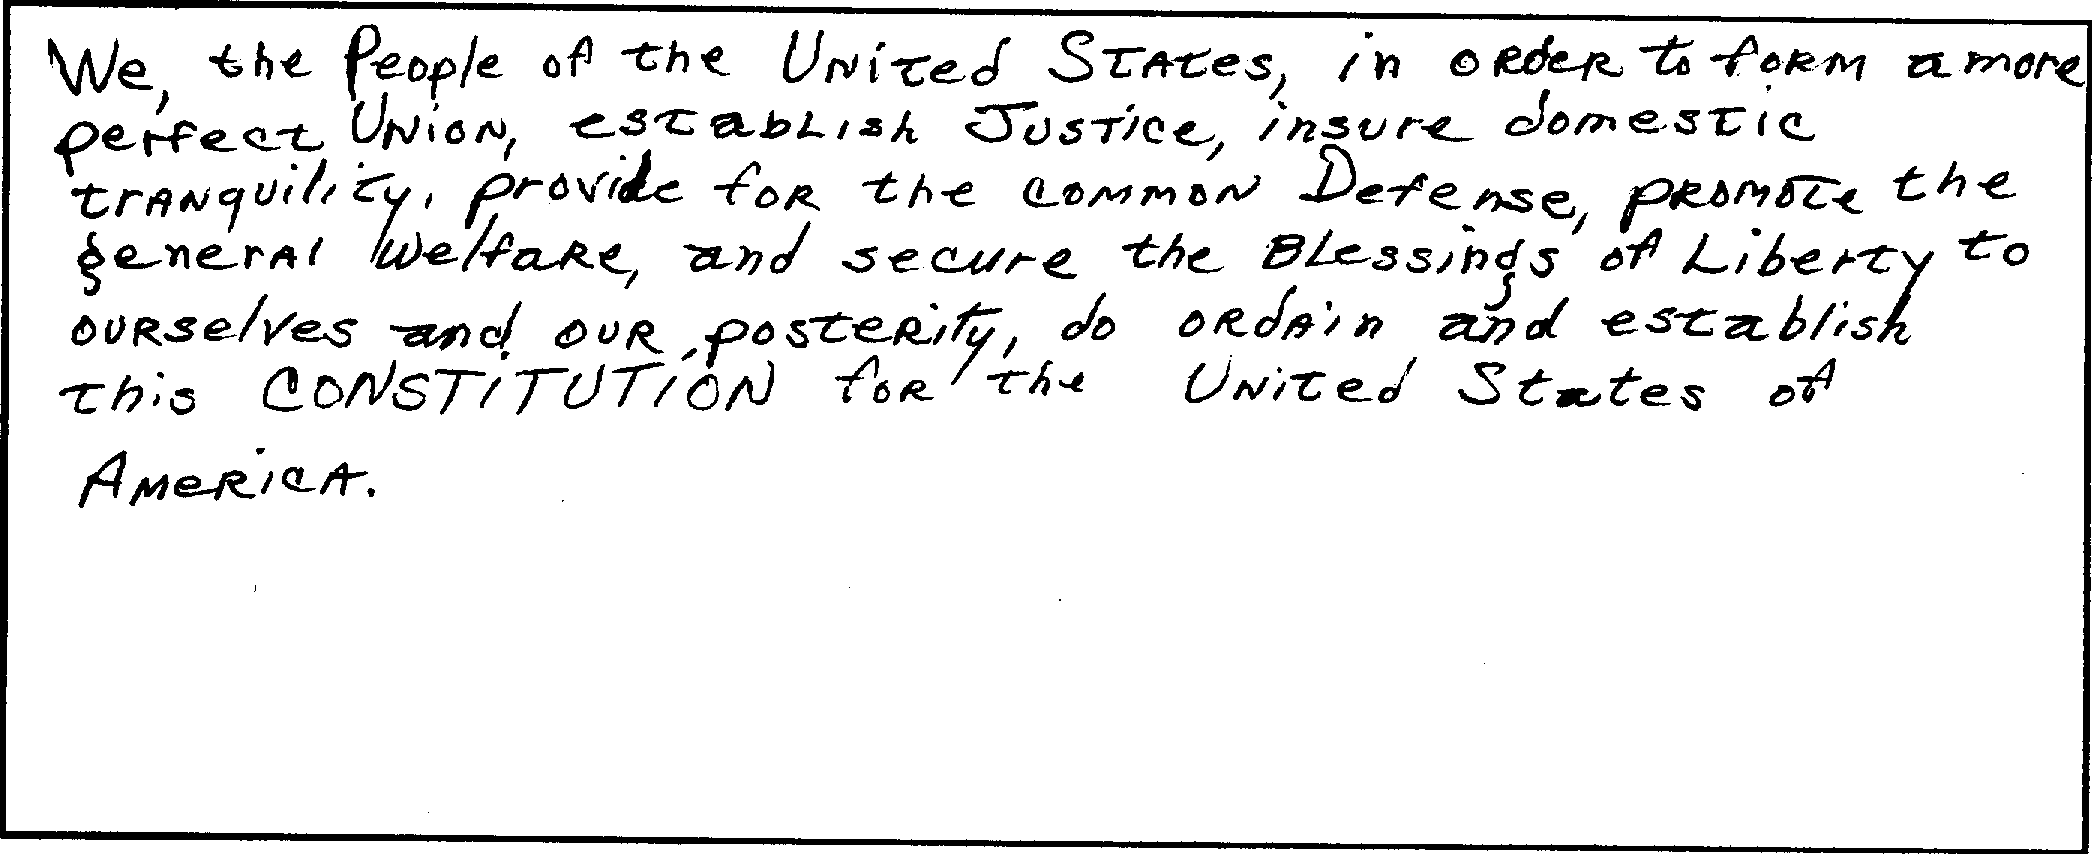 We, the People of the United States, in order to form a more
perfect Union, establish Justice, insure domestic
tranquility, provide for the common Defense, promote the
general Welfare, and secure the Blessings of Liberty to
ourselves and our posterity, do ordain and establish
this CONSTITUTION for the United States of
America.